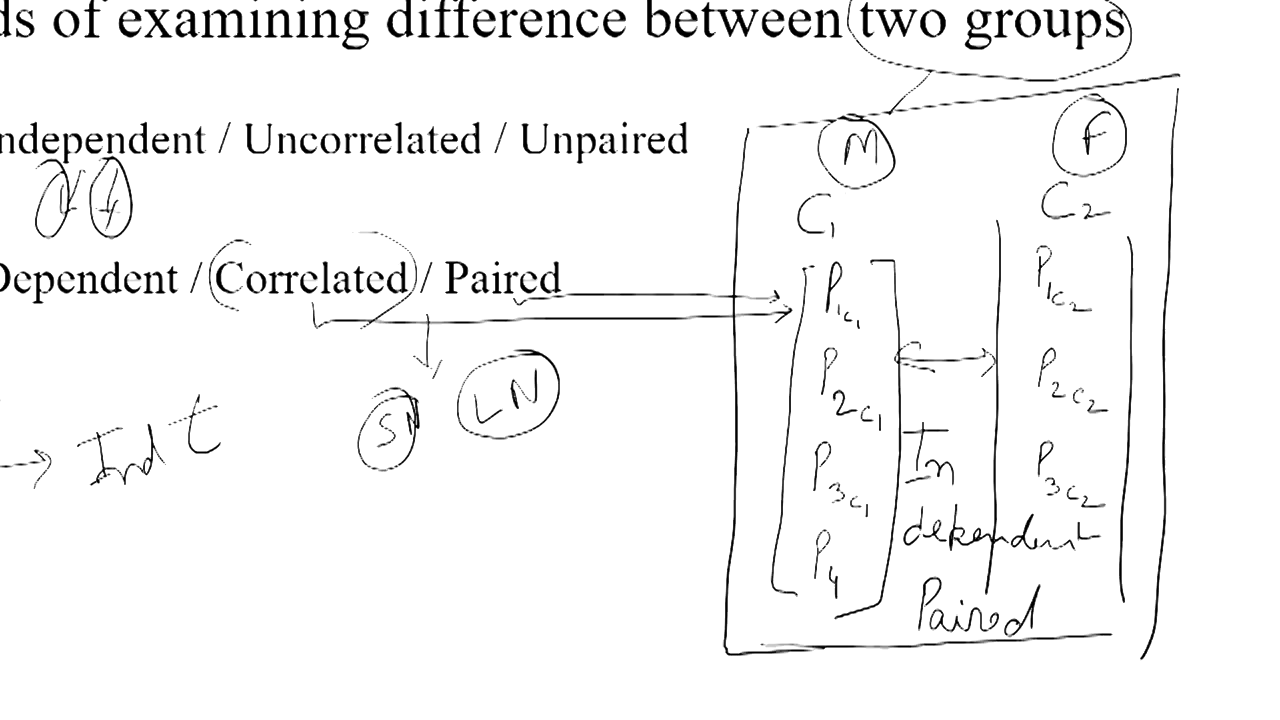 ds of examining difference between two groups
ndependent / Uncorrelated / Unpaired
Dependent / Correlated / Paired
Ind t
SN LN
M F
C1 C2
P1C1 P1C2
P2C1 P2C2
P3C1 P3C2
P4
In
dependent
Paired